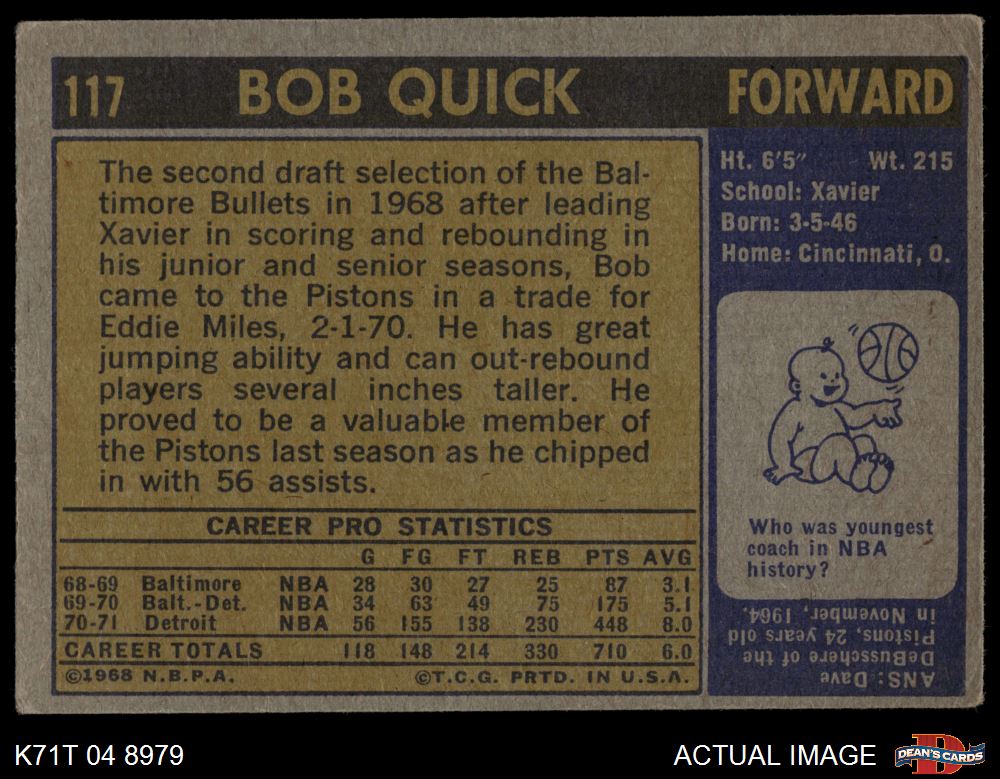 117 BOB QUICK FORWARD
The second draft selection of the Bal-
timore Bullets in 1968 after leading
Xavier in scoring and rebounding in
his junior and senior seasons, Bob
came to the Pistons in a trade for
Eddie Miles, 2-1-70. He has great
jumping ability and can out-rebound
players several inches taller. He
proved to be a valuable member of
the Pistons last season as he chipped
in with 56 assists.
CAREER PRO STATISTICS
G FG FT REB PTS AVG
68-69 Baltimore NBA 28 30 27 25 87 3.1
69-70 Balt.-Det. NBA 34 63 49 75 175 5.1
70-71 Detroit NBA 56 155 138 230 448 8.0
CAREER TOTALS 118 148 214 330 710 6.0
©1968 N.B.P.A. ©T.C.G. PRTD. IN U.S.A.
Ht. 6'5" Wt. 215
School: Xavier
Born: 3-5-46
Home: Cincinnati, O.
Who was youngest
coach in NBA
history?
ANS: Dave
DeBusschere of the
Pistons, 24 years old
in November, 1964.
K71T 04 8979 ACTUAL IMAGE
D
DEAN'S CARDS